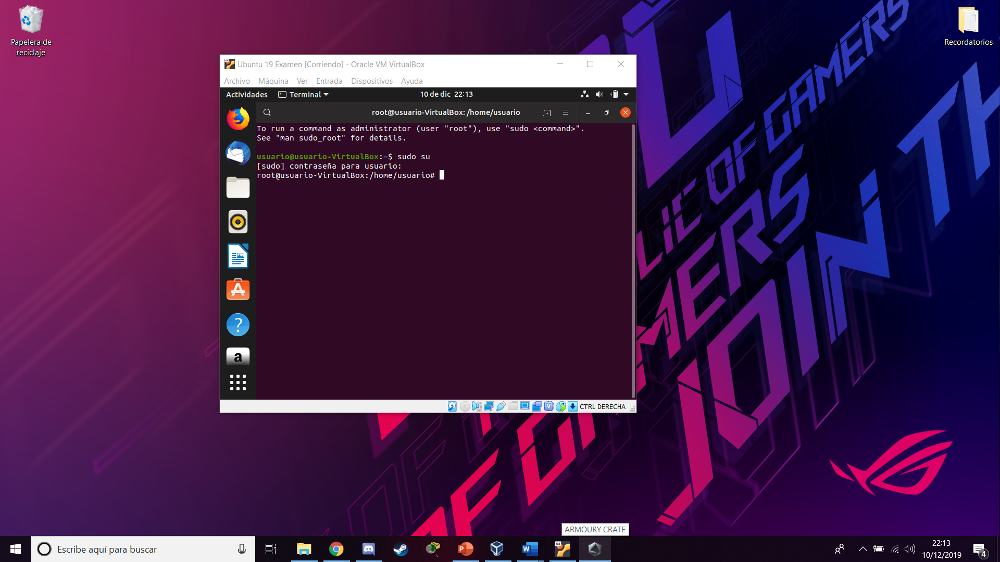 Papelera de
reciclaje
Recordatorios
Ubuntu 19 Examen [Corriendo] - Oracle VM VirtualBox
Archivo Máquina Ver Entrada Dispositivos Ayuda
Actividades Terminal 10 de dic 22:13
root@usuario-VirtualBox: /home/usuario
To run a command as administrator (user "root"), use "sudo <command>".
See "man sudo_root" for details.
usuario@usuario-VirtualBox:~$ sudo su
[sudo] contraseña para usuario:
root@usuario-VirtualBox:/home/usuario#
CTRL DERECHA
OF GAMERS
JOIN TH
ARMOURY CRATE
Escribe aquí para buscar
22:13
10/12/2019
4